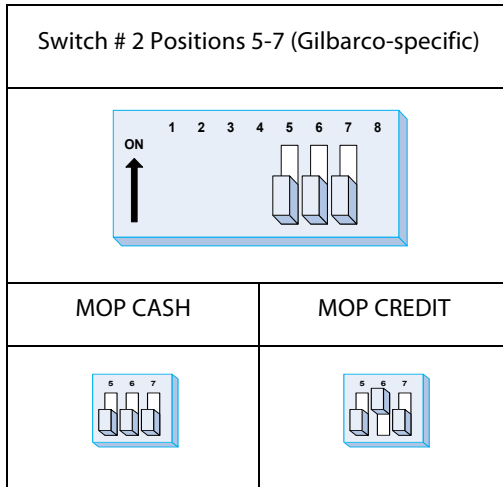 Switch # 2 Positions 5-7 (Gilbarco-specific)
1 2 3 4 5 6 7 8
ON
MOP CASH MOP CREDIT
5 6 7 5 6 7